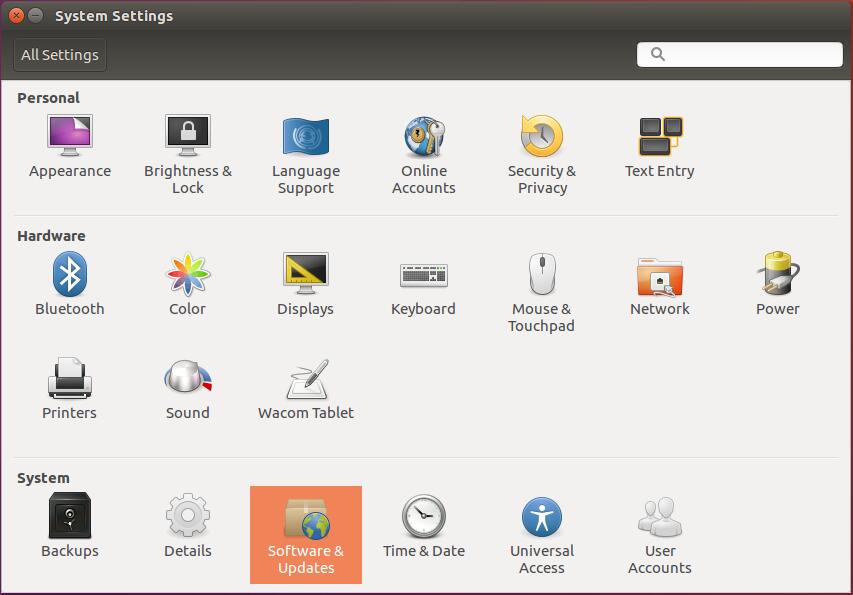 System Settings
All Settings
Personal
Appearance
Brightness &
Lock
Language
Support
Online
Accounts
Security &
Privacy
Text Entry
Hardware
Bluetooth
Color
Displays
Keyboard
Mouse &
Touchpad
Network
Power
Printers
Sound
Wacom Tablet
System
Backups
Details
Software &
Updates
Time & Date
Universal
Access
User
Accounts